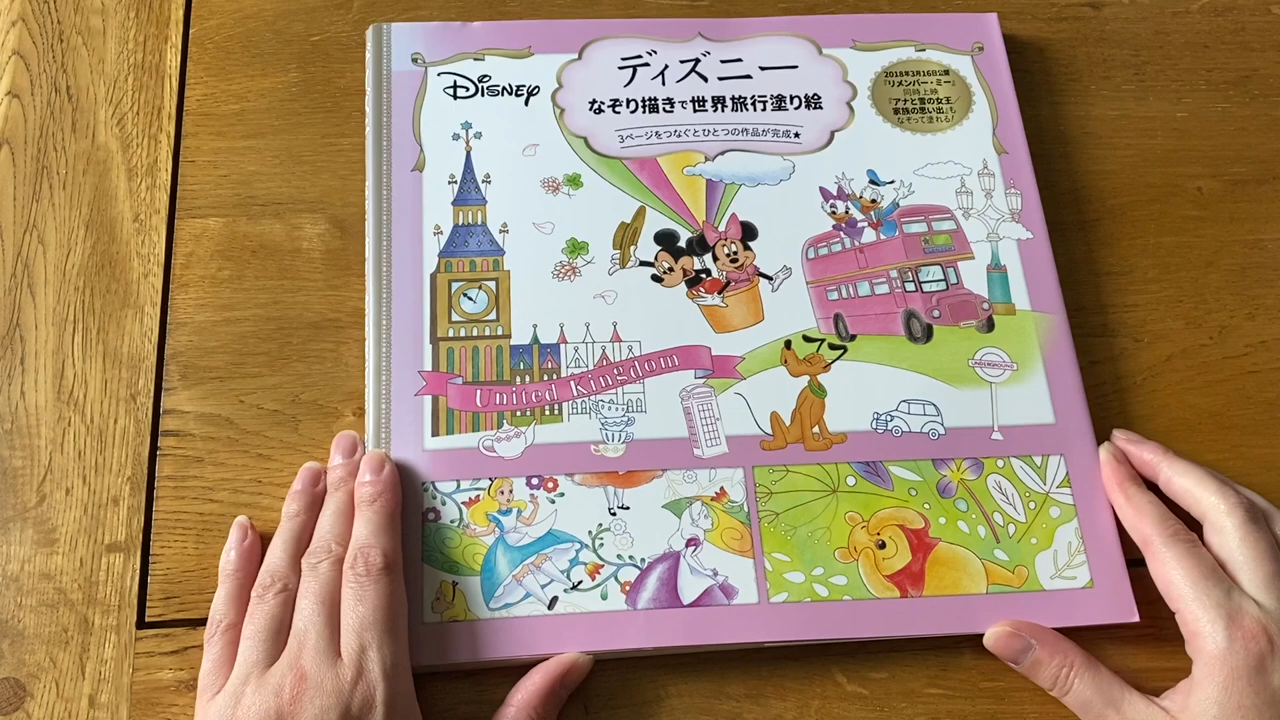 Disney
ディズニー
なぞり描きで世界旅行塗り絵
3ページをつなぐとひとつの作品が完成★
2018年3月16日公開
『リメンバー・ミー』
同時上映
『アナと雪の女王/
家族の思い出』も
なぞって塗れる!
United Kingdom
UNDERGROUND